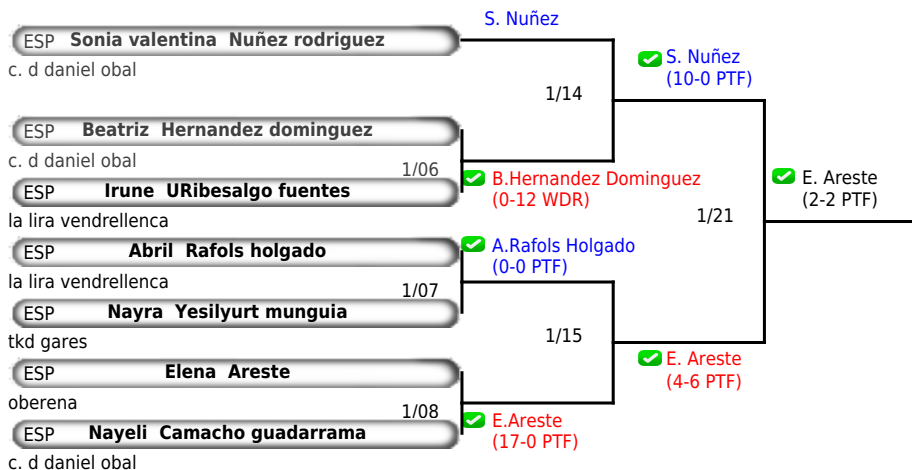 S. Nuñez
ESP Sonia valentina Nuñez rodriguez
c. d daniel obal
S. Nuñez
(10-0 PTF)
1/14
ESP Beatriz Hernandez dominguez
c. d daniel obal
1/06
ESP Irune URibesalgo fuentes
B.Hernandez Dominguez
(0-12 WDR)
la lira vendrellenca
E. Areste
(2-2 PTF)
1/21
ESP Abril Rafols holgado
A.Rafols Holgado
(0-0 PTF)
la lira vendrellenca
1/07
ESP Nayra Yesilyurt munguia
tkd gares
1/15
ESP Elena Areste
E. Areste
(4-6 PTF)
oberena
1/08
ESP Nayeli Camacho guadarrama
E.Areste
(17-0 PTF)
c. d daniel obal